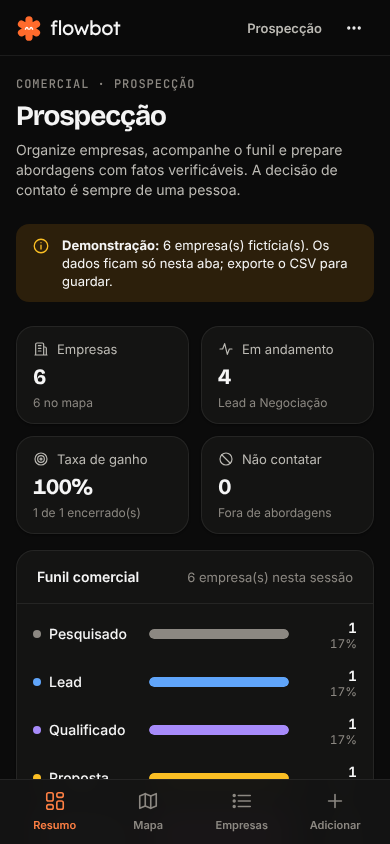 flowbot
Prospecção
COMERCIAL · PROSPECÇÃO
Prospecção
Organize empresas, acompanhe o funil e prepare
abordagens com fatos verificáveis. A decisão de
contato é sempre de uma pessoa.
Demonstração: 6 empresa(s) fictícia(s). Os
dados ficam só nesta aba; exporte o CSV para
guardar.
Empresas
6
6 no mapa
Em andamento
4
Lead a Negociação
Taxa de ganho
100%
1 de 1 encerrado(s)
Não contatar
0
Fora de abordagens
Funil comercial
6 empresa(s) nesta sessão
Pesquisado
1
17%
Lead
1
17%
Qualificado
1
17%
Proposta
1
Resumo
Mapa
Empresas
Adicionar